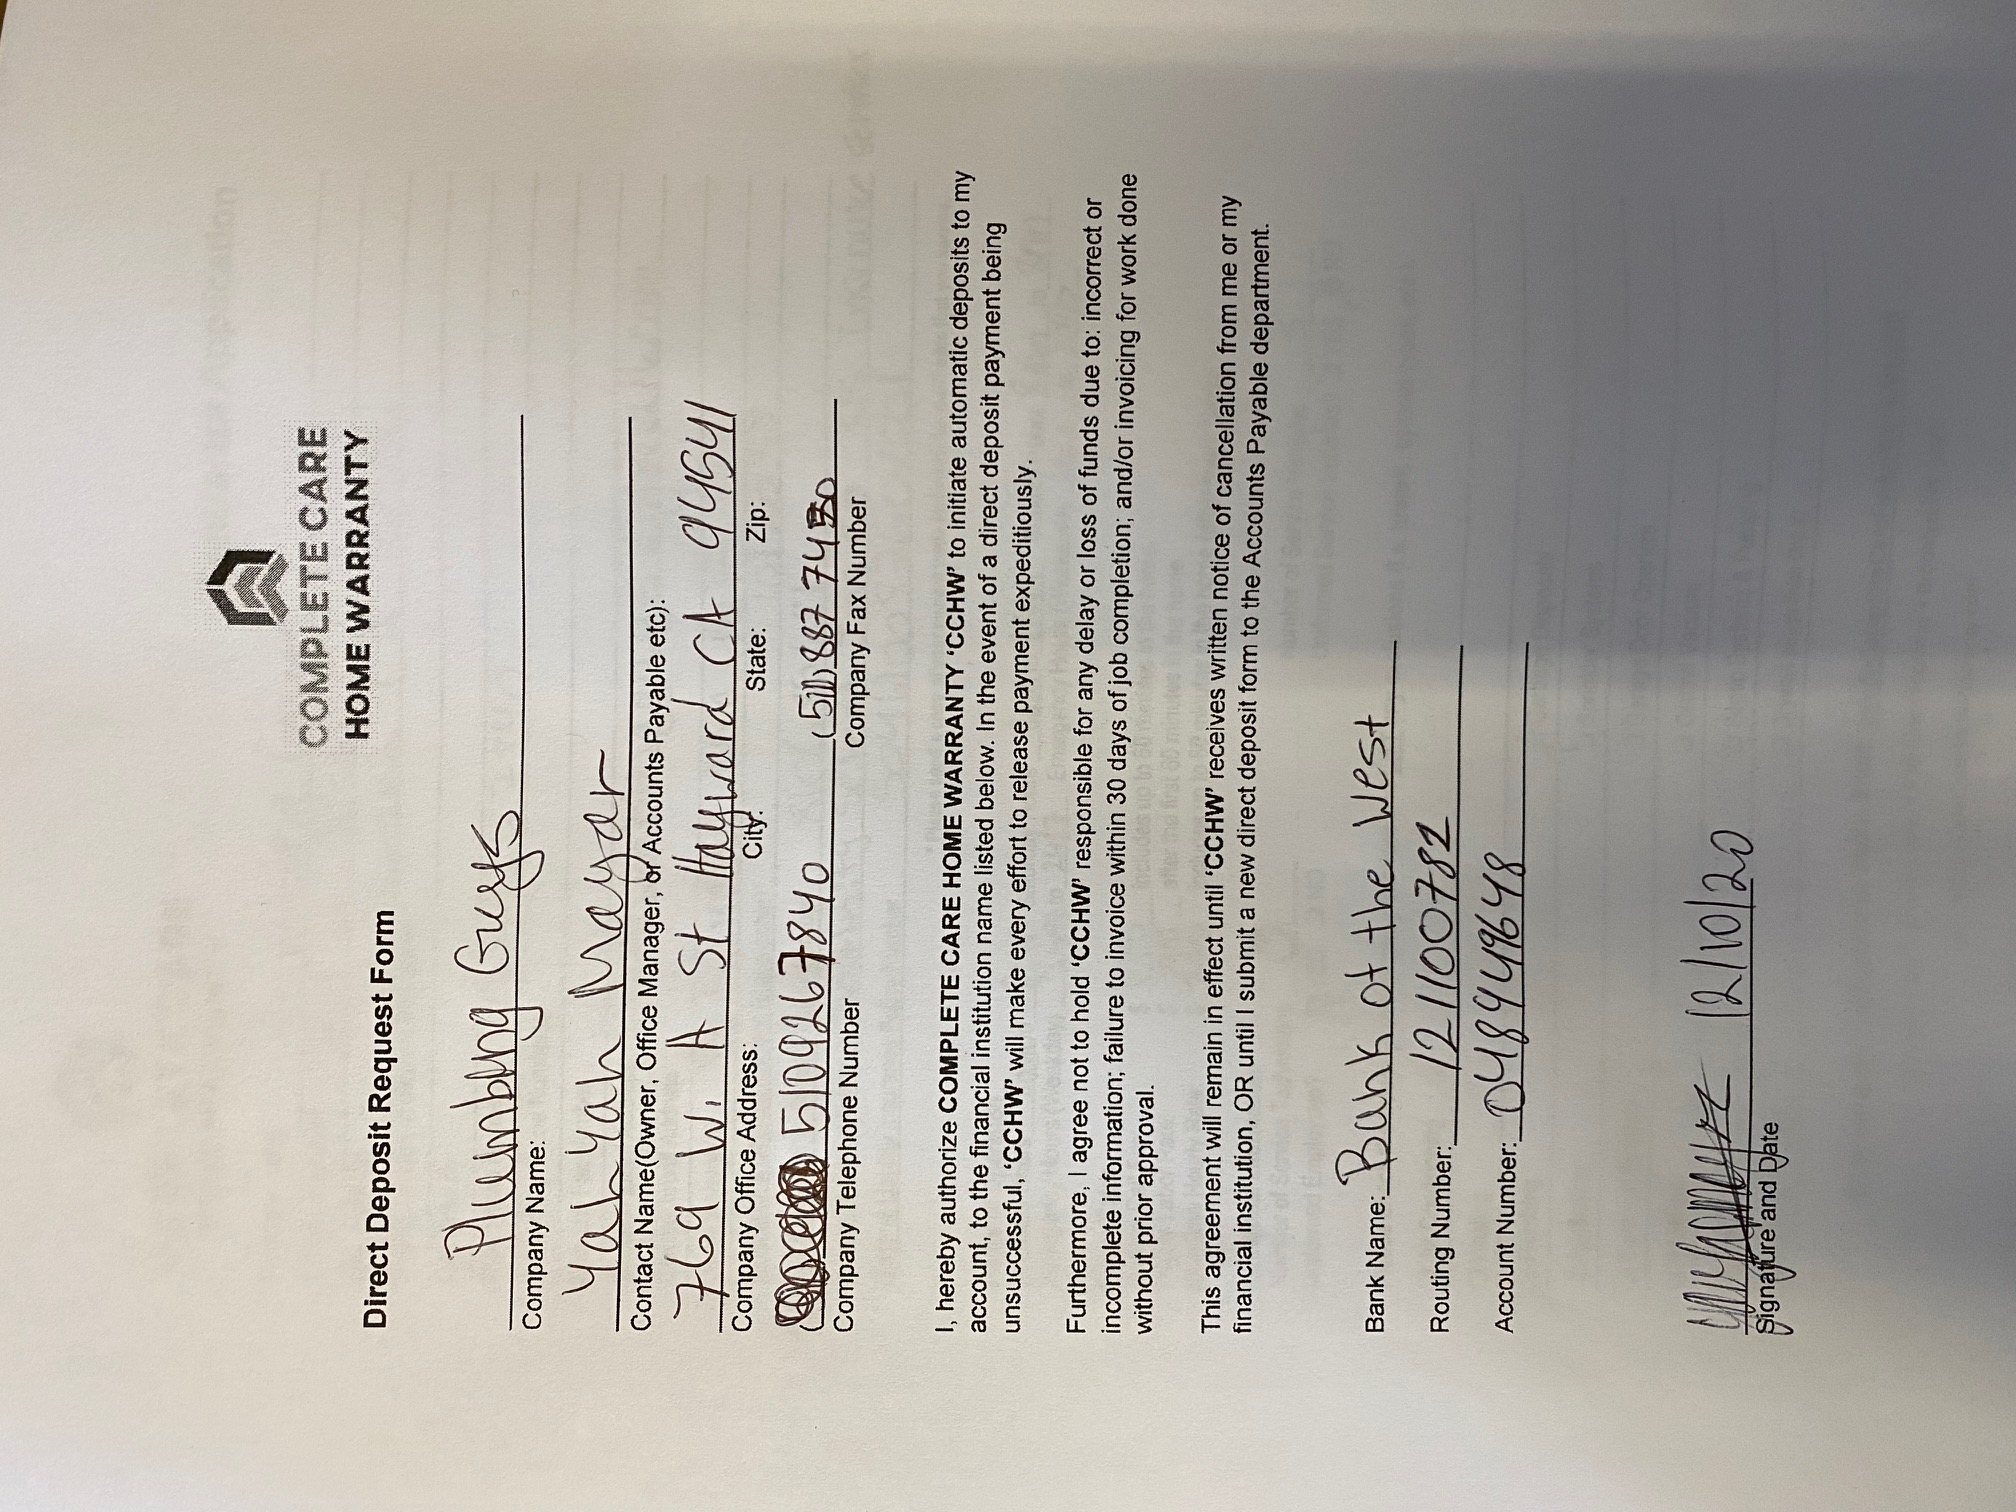 COMPLETE CARE
HOME WARRANTY
Direct Deposit Request Form
Plumbing Guys
Company Name:
Yahyah Mayar
Contact Name(Owner, Office Manager, or Accounts Payable etc):
769 W. A St Hayward CA 94541
Company Office Address: City: State: Zip:
5109267840 (510) 887 7450
Company Telephone Number Company Fax Number
I, hereby authorize COMPLETE CARE HOME WARRANTY ‘CCHW’ to initiate automatic deposits to my
account, to the financial institution name listed below. In the event of a direct deposit payment being
unsuccessful, ‘CCHW’ will make every effort to release payment expeditiously.
Furthermore, I agree not to hold ‘CCHW’ responsible for any delay or loss of funds due to: incorrect or
incomplete information; failure to invoice within 30 days of job completion; and/or invoicing for work done
without prior approval.
This agreement will remain in effect until ‘CCHW’ receives written notice of cancellation from me or my
financial institution, OR until I submit a new direct deposit form to the Accounts Payable department.
Bank Name: Bank of the West
Routing Number: 121100782
Account Number: 048949648
12/10/20
Signature and Date